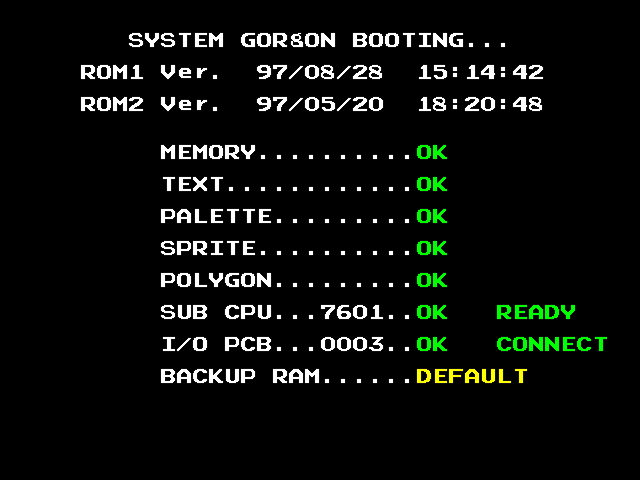 SYSTEM GOR&ON BOOTING...
ROM1 Ver. 97/08/28 15:14:42
ROM2 Ver. 97/05/20 18:20:48
MEMORY..........OK
TEXT............OK
PALETTE.........OK
SPRITE..........OK
POLYGON.........OK
SUB CPU...7601..OK READY
I/O PCB...0003..OK CONNECT
BACKUP RAM......DEFAULT